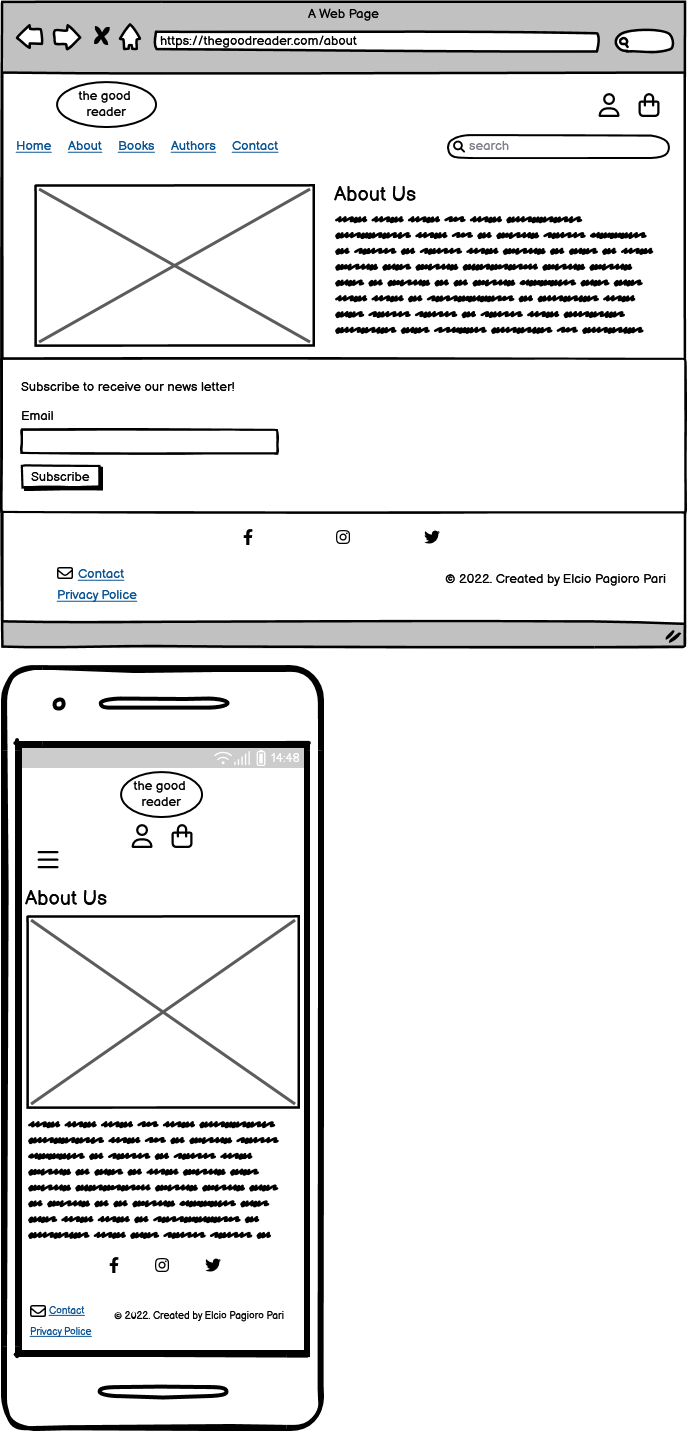 A Web Page
https://thegoodreader.com/about
the good
reader
Home About Books Authors Contact
search
About Us
Subscribe to receive our news letter!
Email
Subscribe
Contact
Privacy Police
© 2022. Created by Elcio Pagioro Pari
14:48
the good
reader
About Us
Contact
Privacy Police
© 2022. Created by Elcio Pagioro Pari